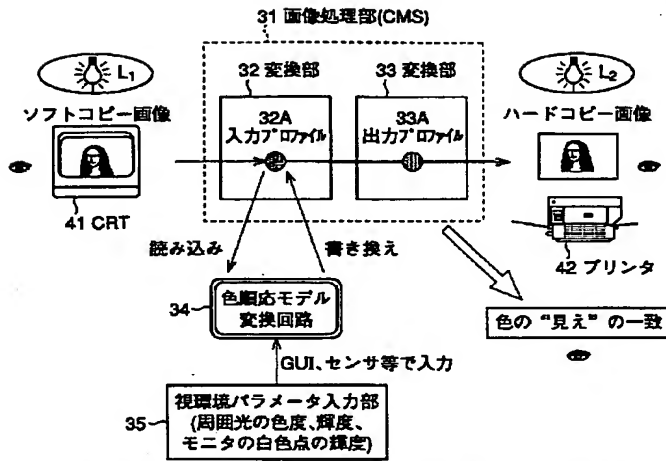 31 画像処理部(CMS)
L₁
L₂
32 変換部
33 変換部
ソフトコピー画像
ハードコピー画像
32A
入力プロファイル
33A
出力プロファイル
41 CRT
42 プリンタ
読み込み
書き換え
34
色順応モデル
変換回路
色の“見え”の一致
GUI、センサ等で入力
35
視環境パラメータ入力部
(周囲光の色度、輝度、
モニタの白色点の輝度)